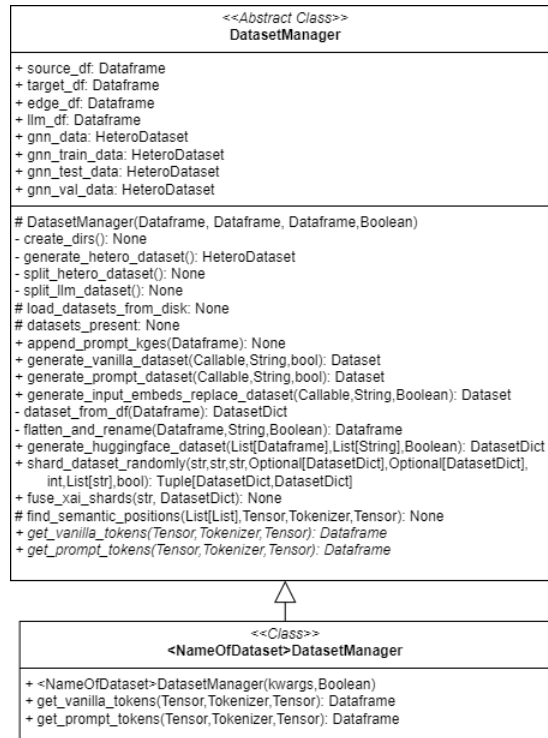 <<Abstract Class>>
DatasetManager
+ source_df: Dataframe
+ target_df: Dataframe
+ edge_df: Dataframe
+ llm_df: Dataframe
+ gnn_data: HeteroDataset
+ gnn_train_data: HeteroDataset
+ gnn_test_data: HeteroDataset
+ gnn_val_data: HeteroDataset
# DatasetManager(Dataframe, Dataframe, Dataframe,Boolean)
- create_dirs(): None
- generate_hetero_dataset(): HeteroDataset
- split_hetero_dataset(): None
- split_llm_dataset(): None
# load_datasets_from_disk: None
# datasets_present: None
+ append_prompt_kges(Dataframe): None
+ generate_vanilla_dataset(Callable,String,bool): Dataset
+ generate_prompt_dataset(Callable,String,bool): Dataset
+ generate_input_embeds_replace_dataset(Callable,String,Boolean): Dataset
- dataset_from_df(Dataframe): DatasetDict
- flatten_and_rename(Dataframe,String,Boolean): Dataframe
+ generate_huggingface_dataset(List[Dataframe],List[String],Boolean): DatasetDict
+ shard_dataset_randomly(str,str,str,Optional[DatasetDict],Optional[DatasetDict],
int,List[str],bool): Tuple[DatasetDict,DatasetDict]
+ fuse_xai_shards(str, DatasetDict): None
# find_semantic_positions(List[List],Tensor,Tokenizer,Tensor): None
+ get_vanilla_tokens(Tensor,Tokenizer,Tensor): Dataframe
+ get_prompt_tokens(Tensor,Tokenizer,Tensor): Dataframe
<<Class>>
<NameOfDataset>DatasetManager
+ <NameOfDataset>DatasetManager(kwargs,Boolean)
+ get_vanilla_tokens(Tensor,Tokenizer,Tensor): Dataframe
+ get_prompt_tokens(Tensor,Tokenizer,Tensor): Dataframe